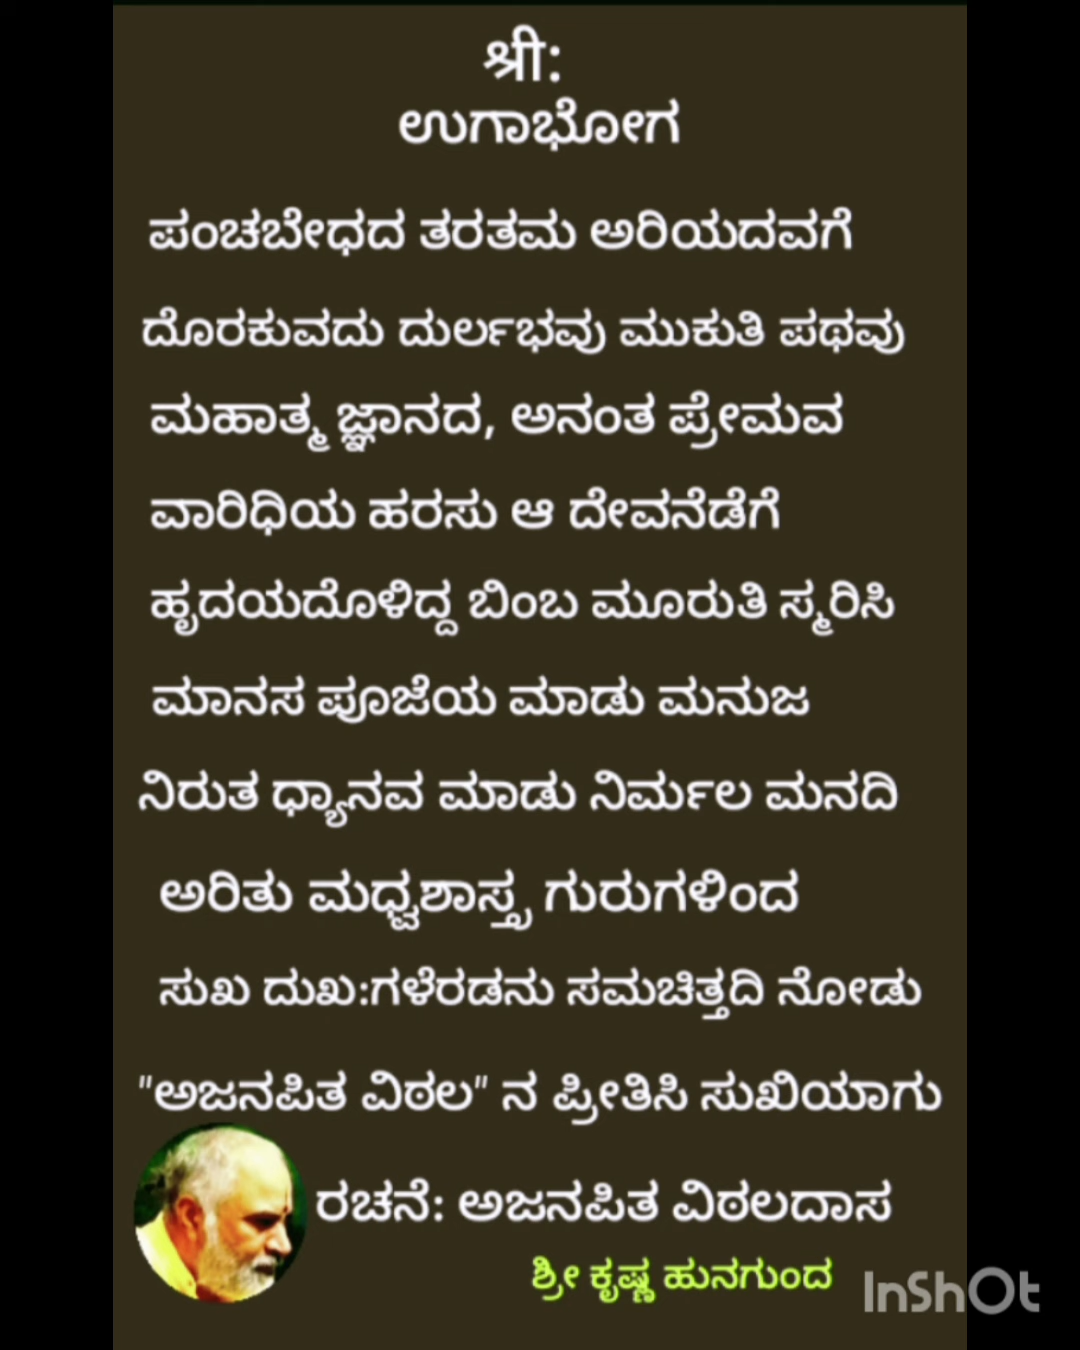 श्री:
ಉಗಾಭೋಗ
ಪಂಚಬೇಧದ ತರತಮ ಅರಿಯದವಗೆ
ದೊರಕುವದು ದುರ್ಲಭವು ಮುಕುತಿ ಪಥವು
ಮಹಾತ್ಮ ಜ್ಞಾನದ, ಅನಂತ ಪ್ರೇಮವ
ವಾರಿಧಿಯ ಹರಸು ಆ ದೇವನೆಡೆಗೆ
ಹೃದಯದೊಳಿದ್ದ ಬಿಂಬ ಮೂರುತಿ ಸ್ಮರಿಸಿ
ಮಾನಸ ಪೂಜೆಯ ಮಾಡು ಮನುಜ
ನಿರುತ ಧ್ಯಾನವ ಮಾಡು ನಿರ್ಮಲ ಮನದಿ
ಅರಿತು ಮಧ್ವಶಾಸ್ತ್ರ ಗುರುಗಳಿಂದ
ಸುಖ ದುಖ:ಗಳೆರಡನು ಸಮಚಿತ್ತದಿ ನೋಡು
"ಅಜನಪಿತ ವಿಠಲ" ನ ಪ್ರೀತಿಸಿ ಸುಖಿಯಾಗು
ರಚನೆ: ಅಜನಪಿತ ವಿಠಲದಾಸ
ಶ್ರೀ ಕೃಷ್ಣ ಹುನಗುಂದ
InShOt